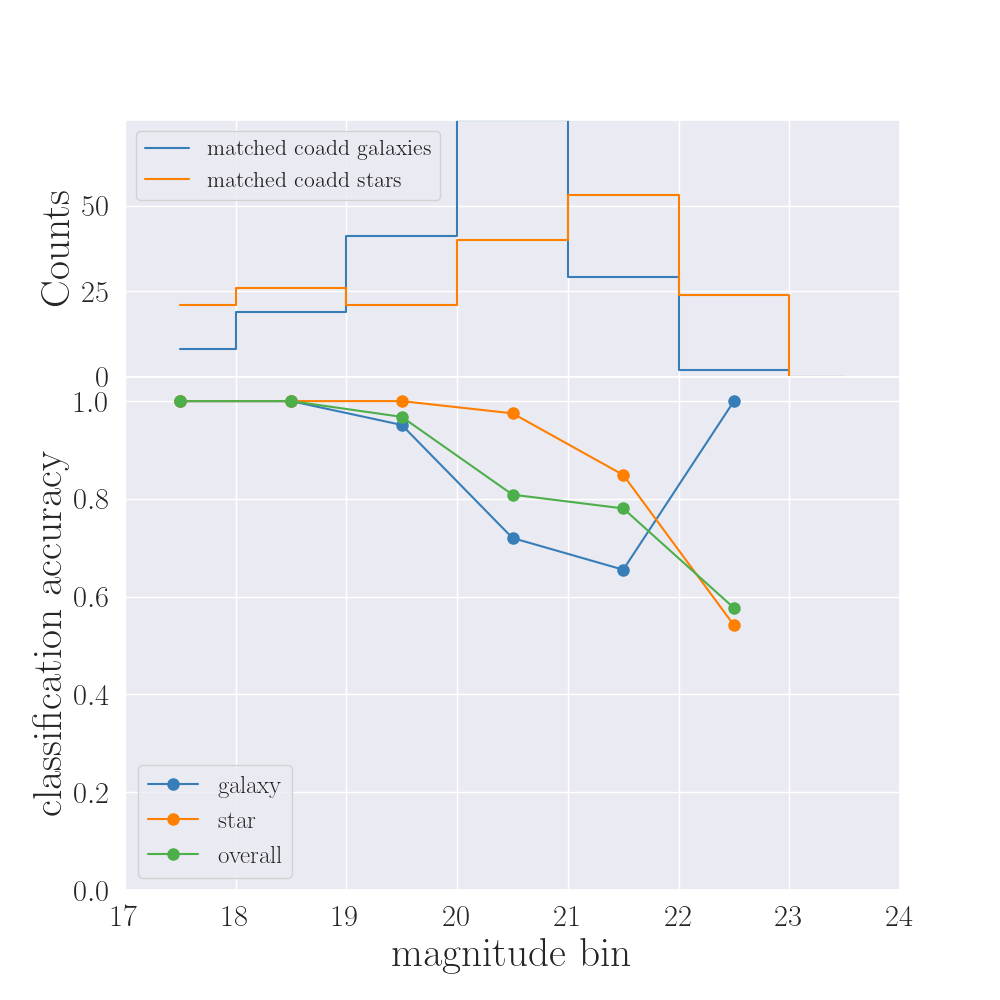 matched coadd galaxies
matched coadd stars
Counts
50
25
0
1.0
0.8
0.6
0.4
0.2
0.0
classification accuracy
galaxy
star
overall
17 18 19 20 21 22 23 24
magnitude bin